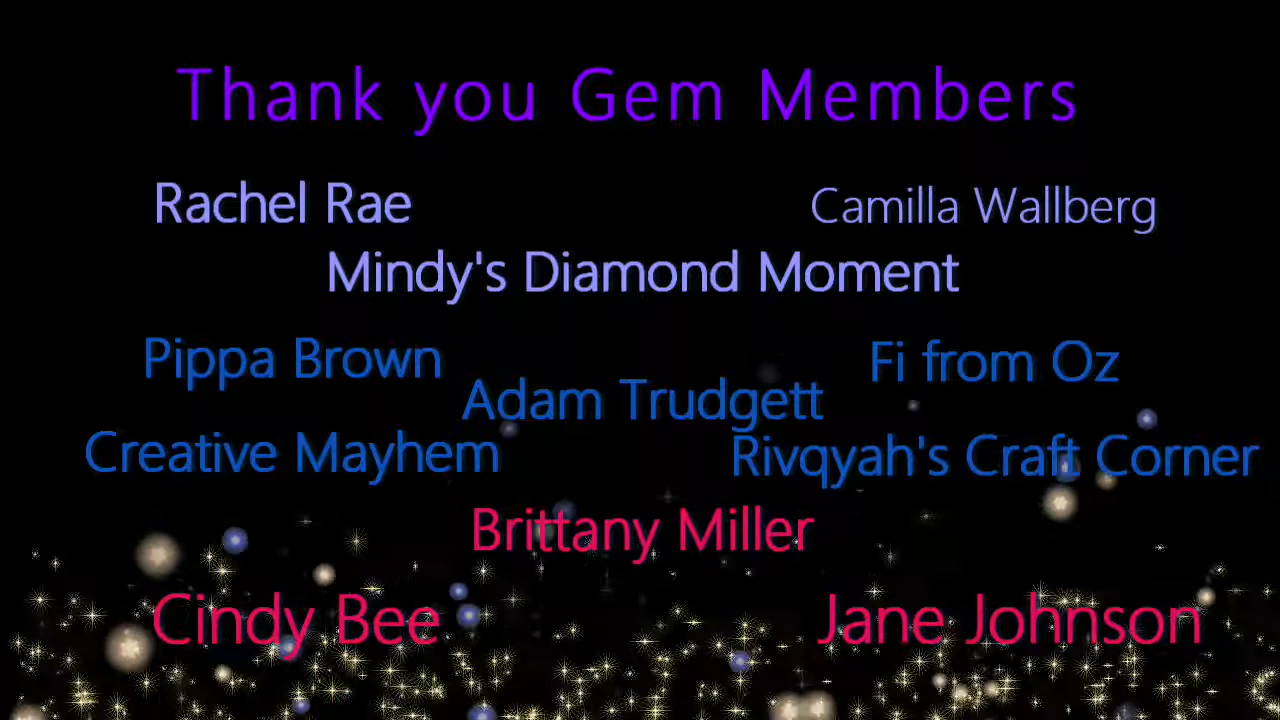 Thank you Gem Members
Rachel Rae
Camilla Wallberg
Mindy's Diamond Moment
Pippa Brown
Fi from Oz
Adam Trudgett
Creative Mayhem
Rivqyah's Craft Corner
Brittany Miller
Cindy Bee
Jane Johnson